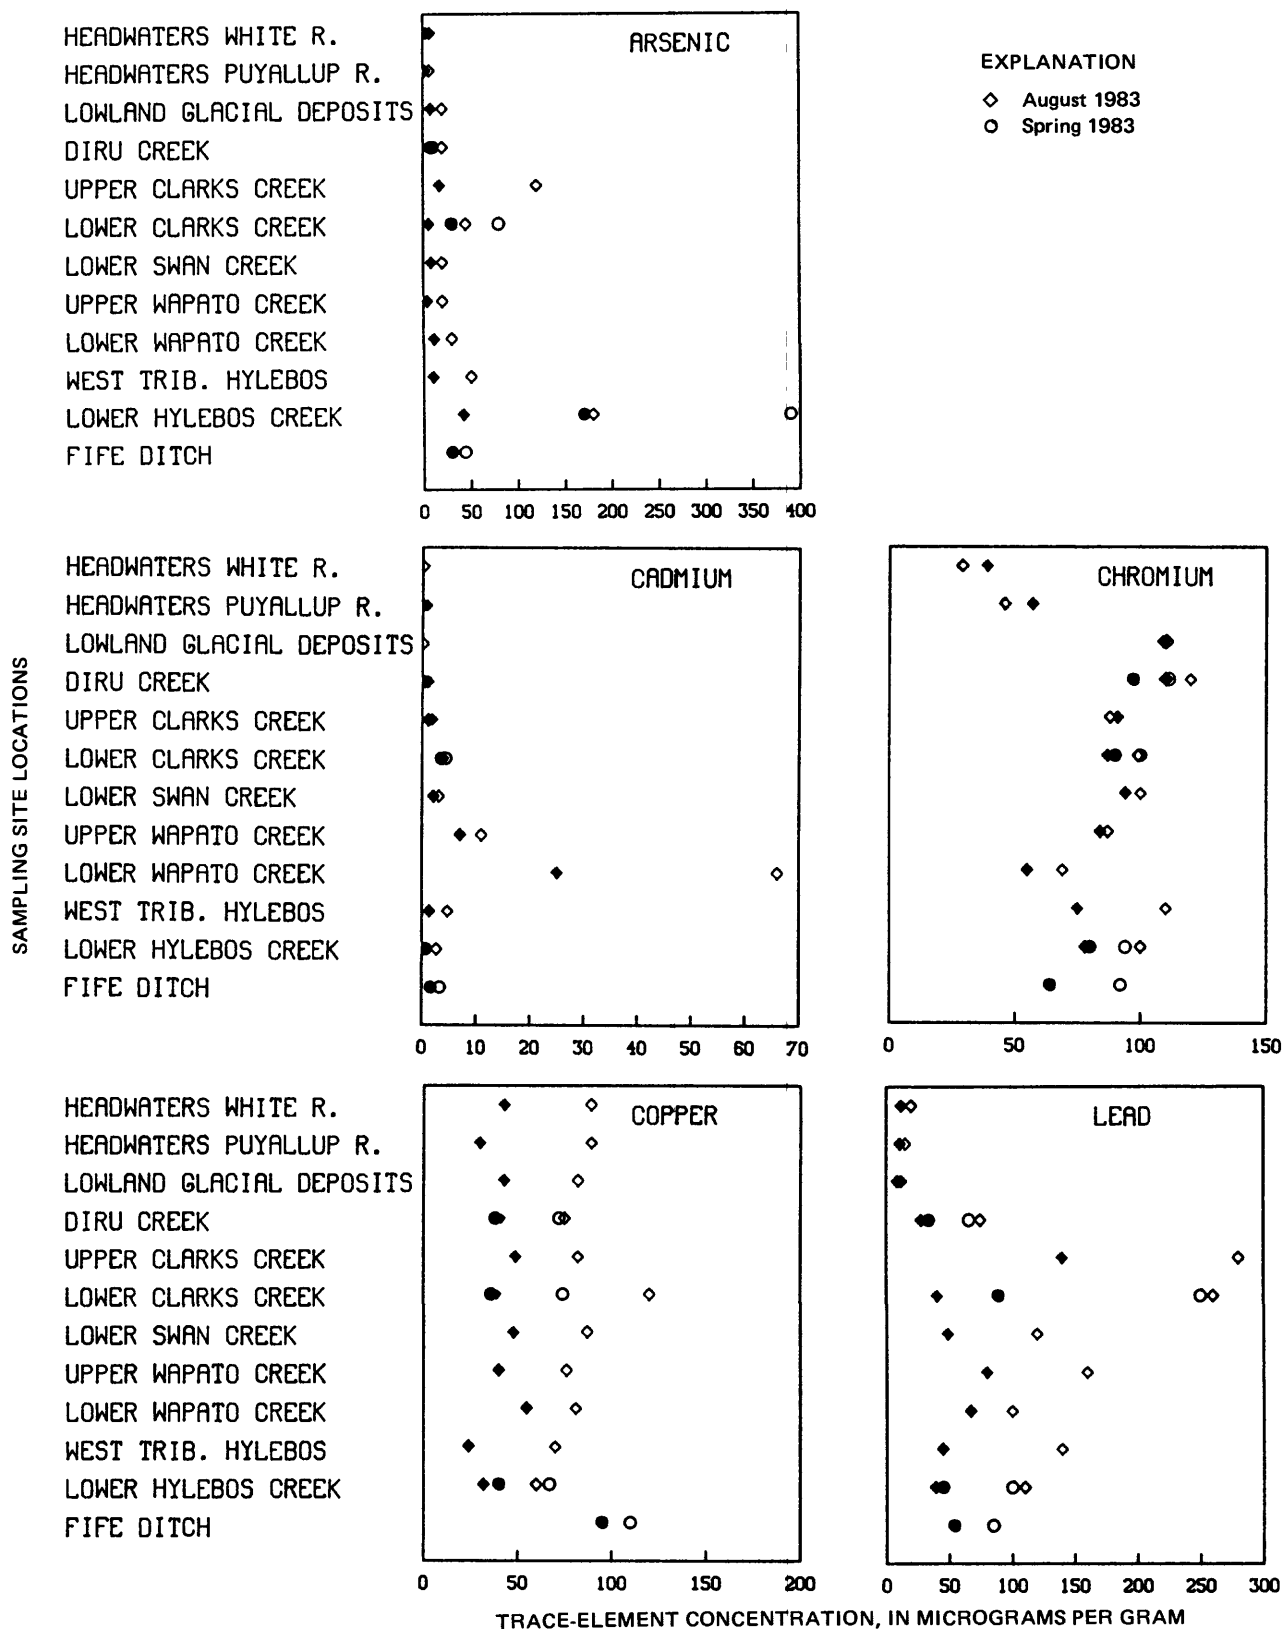 HEADWATERS WHITE R.
HEADWATERS PUYALLUP R.
LOWLAND GLACIAL DEPOSITS
DIRU CREEK
UPPER CLARKS CREEK
LOWER CLARKS CREEK
LOWER SWAN CREEK
UPPER WAPATO CREEK
LOWER WAPATO CREEK
WEST TRIB. HYLEBOS
LOWER HYLEBOS CREEK
FIFE DITCH
ARSENIC
0 50 100 150 200 250 300 350 400
EXPLANATION
August 1983
Spring 1983
SAMPLING SITE LOCATIONS
HEADWATERS WHITE R.
HEADWATERS PUYALLUP R.
LOWLAND GLACIAL DEPOSITS
DIRU CREEK
UPPER CLARKS CREEK
LOWER CLARKS CREEK
LOWER SWAN CREEK
UPPER WAPATO CREEK
LOWER WAPATO CREEK
WEST TRIB. HYLEBOS
LOWER HYLEBOS CREEK
FIFE DITCH
CADMIUM
0 10 20 30 40 50 60 70
CHROMIUM
0 50 100 150
HEADWATERS WHITE R.
HEADWATERS PUYALLUP R.
LOWLAND GLACIAL DEPOSITS
DIRU CREEK
UPPER CLARKS CREEK
LOWER CLARKS CREEK
LOWER SWAN CREEK
UPPER WAPATO CREEK
LOWER WAPATO CREEK
WEST TRIB. HYLEBOS
LOWER HYLEBOS CREEK
FIFE DITCH
COPPER
0 50 100 150 200
LEAD
0 50 100 150 200 250 300
TRACE-ELEMENT CONCENTRATION, IN MICROGRAMS PER GRAM